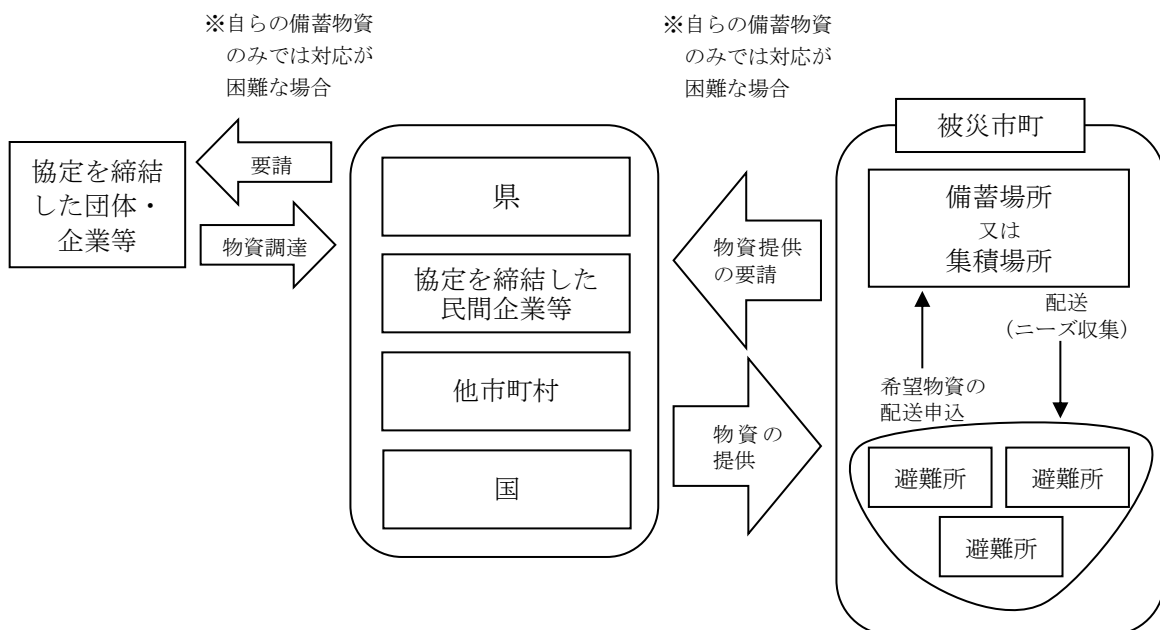 ※自らの備蓄物資
のみでは対応が
困難な場合
※自らの備蓄物資
のみでは対応が
困難な場合
被災市町
協定を締結
した団体・
企業等
要請
物資調達
県
協定を締結した
民間企業等
他市町村
国
物資提供
の要請
物資の
提供
備蓄場所
又は
集積場所
配送
(ニーズ収集)
希望物資の
配送申込
避難所
避難所
避難所